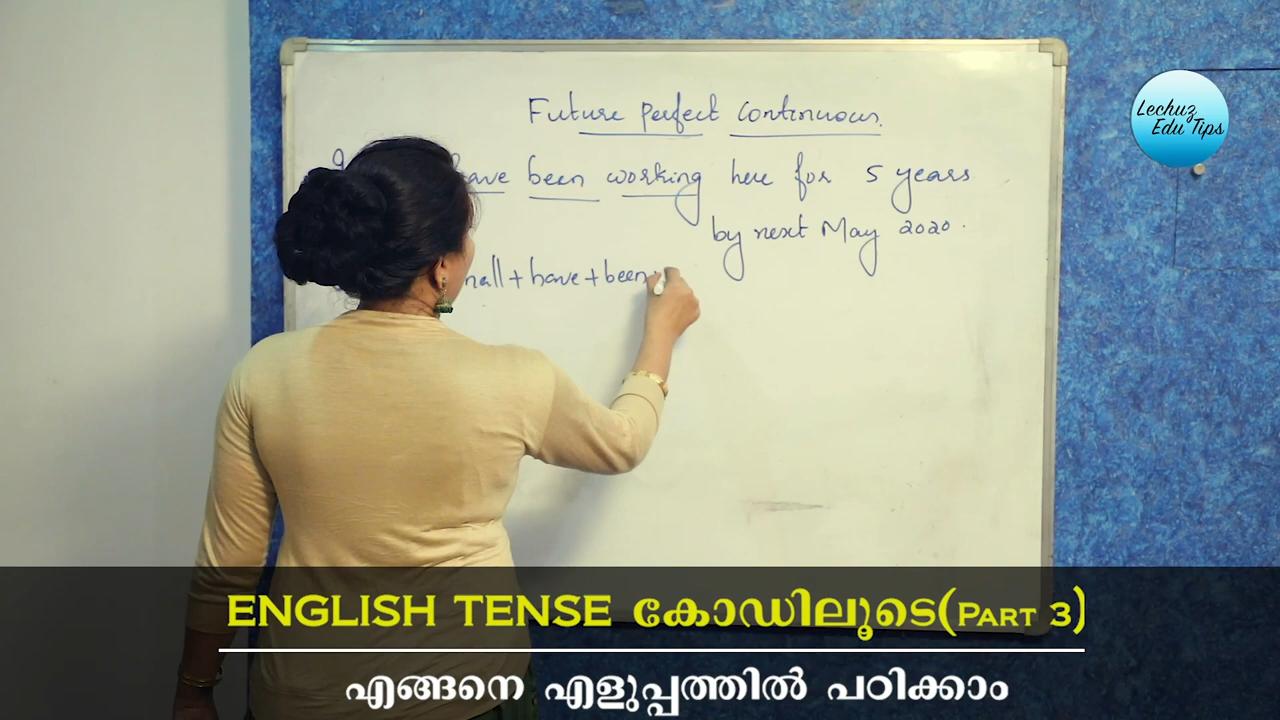 Future perfect continuous.
have been working here for 5 years
by next May 2020.
hall + have + been
Lechuz
Edu Tips
ENGLISH TENSE കോഡിലൂടെ(PART 3)
എങ്ങനെ എളുപ്പത്തിൽ പഠിക്കാം